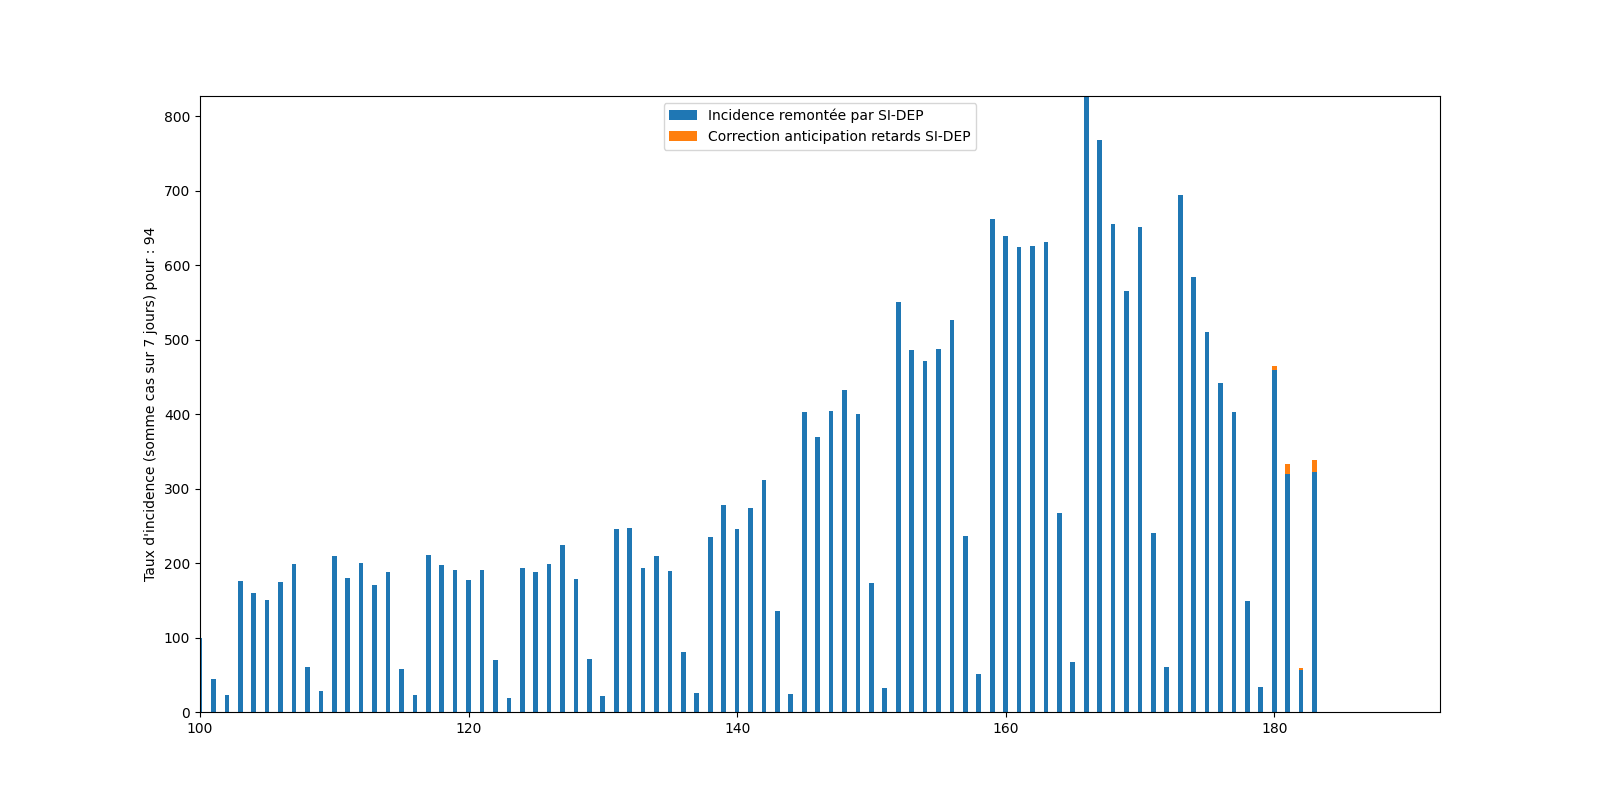 Incidence remontée par SI-DEP
Correction anticipation retards SI-DEP
Taux d'incidence (somme cas sur 7 jours) pour : 94
800
700
600
500
400
300
200
100
0
100 120 140 160 180